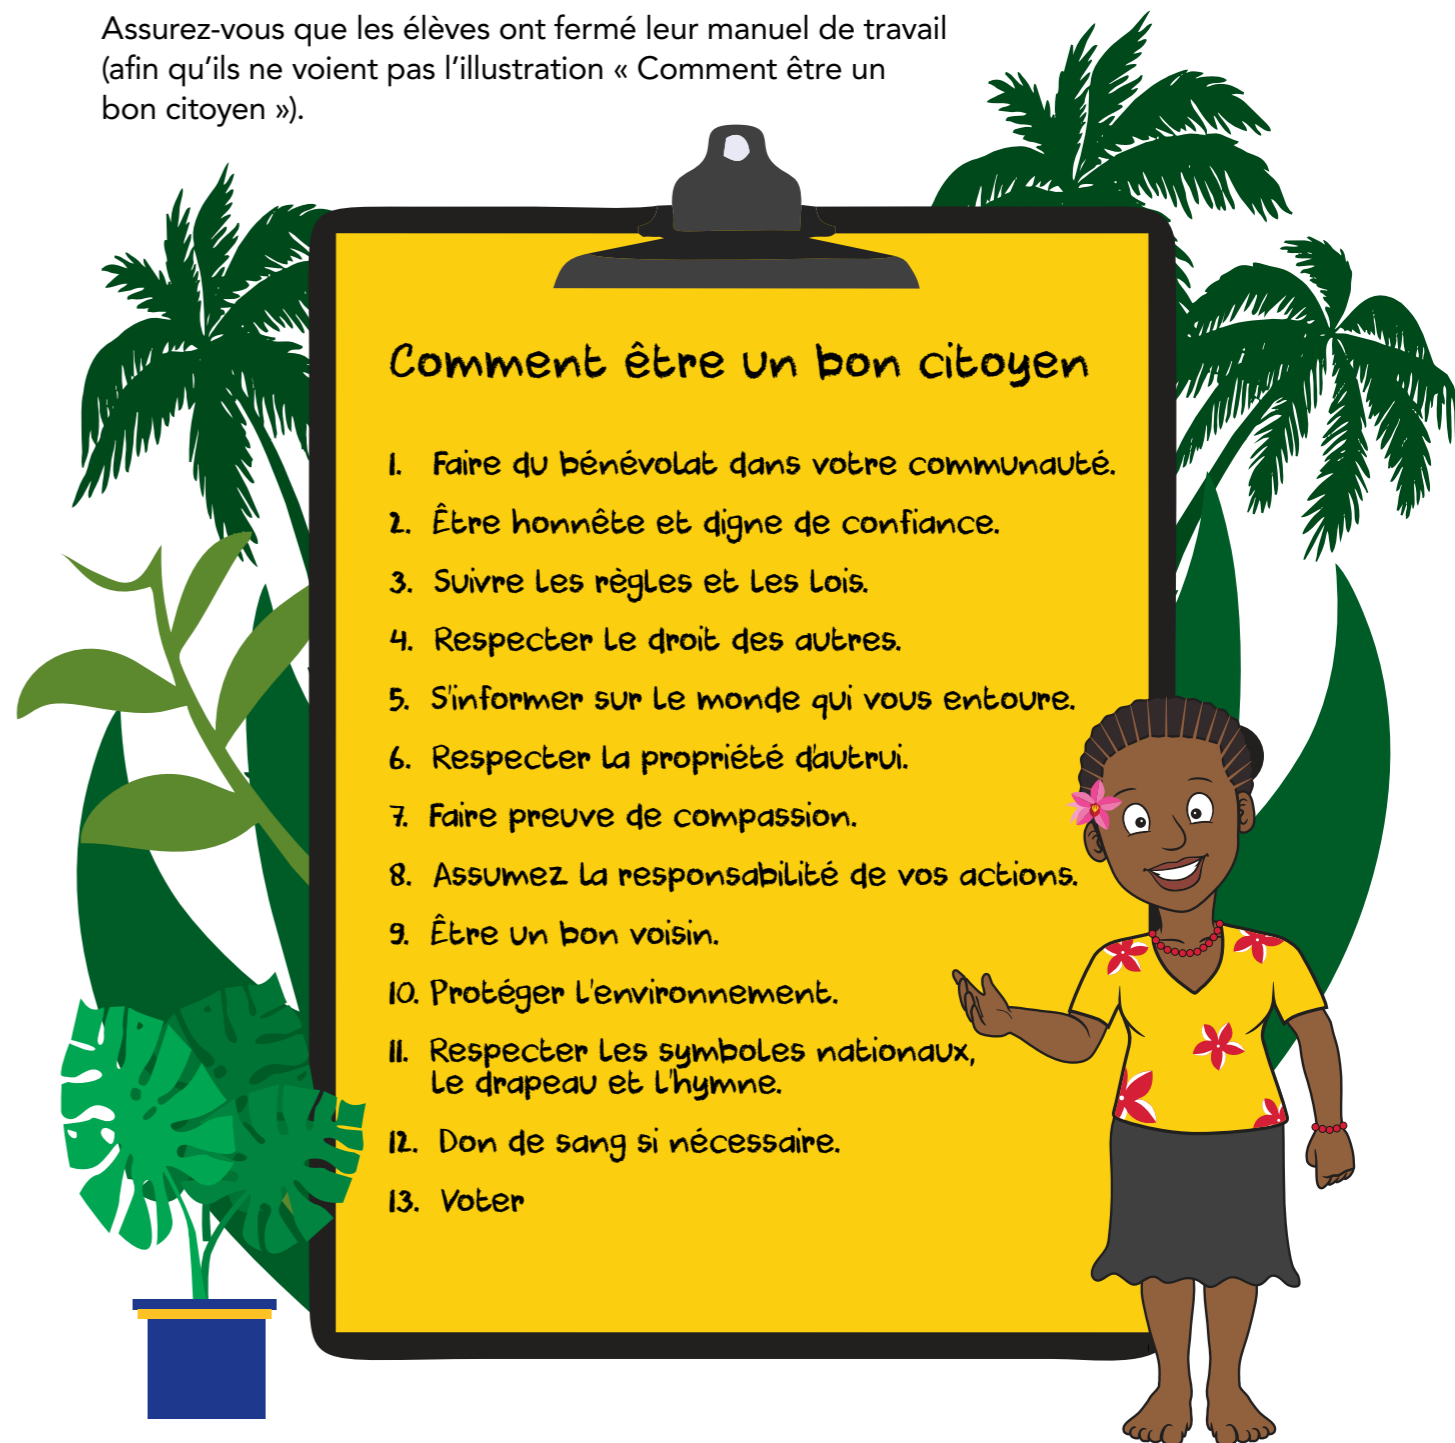 Assurez-vous que les élèves ont fermé leur manuel de travail
(afin qu'ils ne voient pas l'illustration « Comment être un
bon citoyen »).
Comment être un bon citoyen
1. Faire du bénévolat dans votre communauté.
2. Être honnête et digne de confiance.
3. Suivre les règles et les lois.
4. Respecter le droit des autres.
5. S'informer sur le monde qui vous entoure.
6. Respecter la propriété d'autrui.
7. Faire preuve de compassion.
8. Assumez la responsabilité de vos actions.
9. Être un bon voisin.
10. Protéger l'environnement.
11. Respecter les symboles nationaux,
le drapeau et l'hymne.
12. Don de sang si nécessaire.
13. Voter